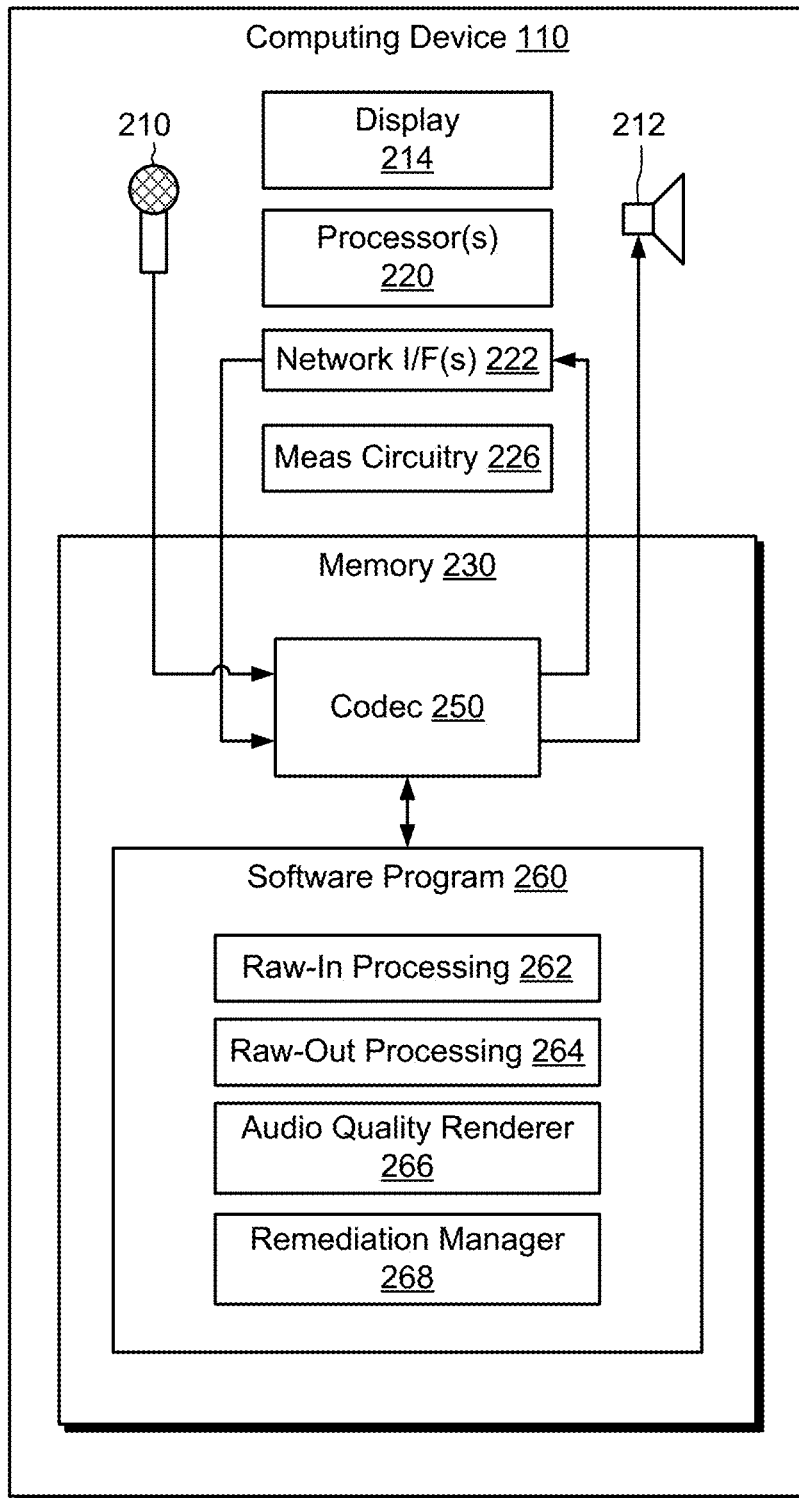 Computing Device 110
210
Display
214
212
Processor(s)
220
Network I/F(s) 222
Meas Circuitry 226
Memory 230
Codec 250
Software Program 260
Raw-In Processing 262
Raw-Out Processing 264
Audio Quality Renderer
266
Remediation Manager
268